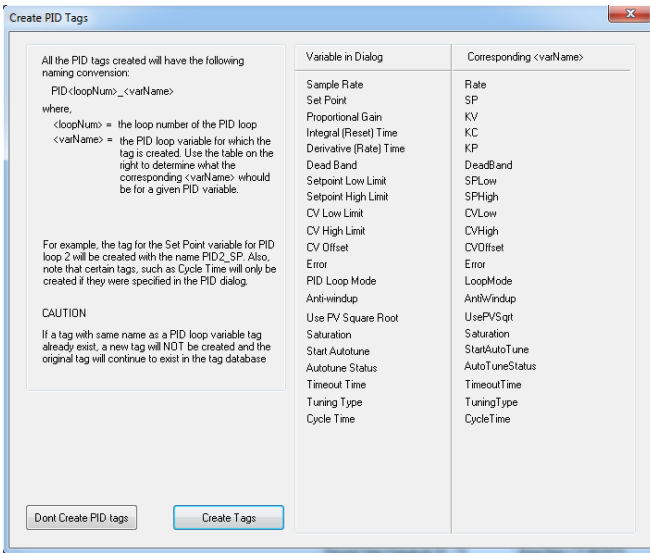 Create PID Tags
x
All the PID tags created will have the following
naming convension:
PID<loopNum>_<varName>
where,
<loopNum> = the loop number of the PID loop
<varName> = the PID loop variable for which the
tag is created. Use the table on the
right to determine what the
corresponding <varName> whould
be for a given PID variable.
For example, the tag for the Set Point variable for PID
loop 2 will be created with the name PID2_SP. Also,
note that certain tags, such as Cycle Time will only be
created if they were specified in the PID dialog.
CAUTION
If a tag with same name as a PID loop variable tag
already exist, a new tag will NOT be created and the
original tag will continue to exist in the tag database
Variable in Dialog Corresponding <varName>
Sample Rate Rate
Set Point SP
Proportional Gain KV
Integral (Reset) Time KC
Derivative (Rate) Time KP
Dead Band DeadBand
Setpoint Low Limit SPLow
Setpoint High Limit SPHigh
CV Low Limit CVLow
CV High Limit CVHigh
CV Offset CVOffset
Error Error
PID Loop Mode LoopMode
Anti-windup AntiWindup
Use PV Square Root UsePVSqrt
Saturation Saturation
Start Autotune StartAutoTune
Autotune Status AutoTuneStatus
Timeout Time TimeoutTime
Tuning Type TuningType
Cycle Time CycleTime
Dont Create PID tags Create Tags